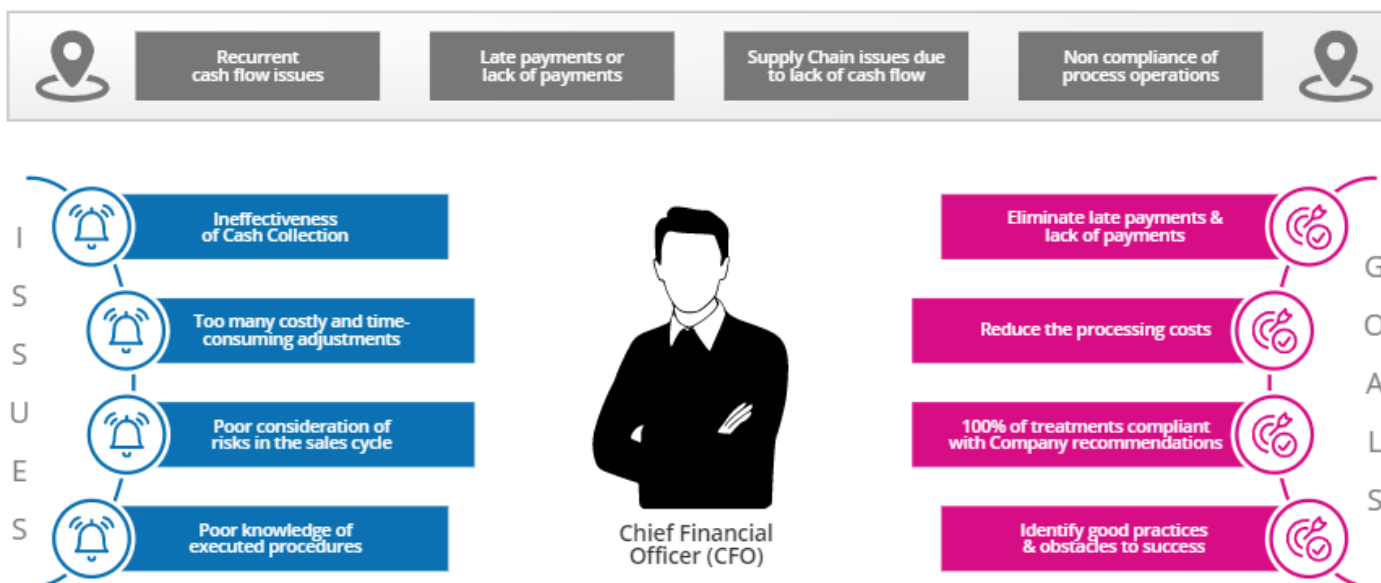 Recurrent
cash flow issues
Late payments or
lack of payments
Supply Chain issues due
to lack of cash flow
Non compliance of
process operations
ISSUES
Ineffectiveness
of Cash Collection
Too many costly and time-
consuming adjustments
Poor consideration of
risks in the sales cycle
Poor knowledge of
executed procedures
Chief Financial
Officer (CFO)
Eliminate late payments &
lack of payments
Reduce the processing costs
100% of treatments compliant
with Company recommendations
Identify good practices
& obstacles to success
GOALS